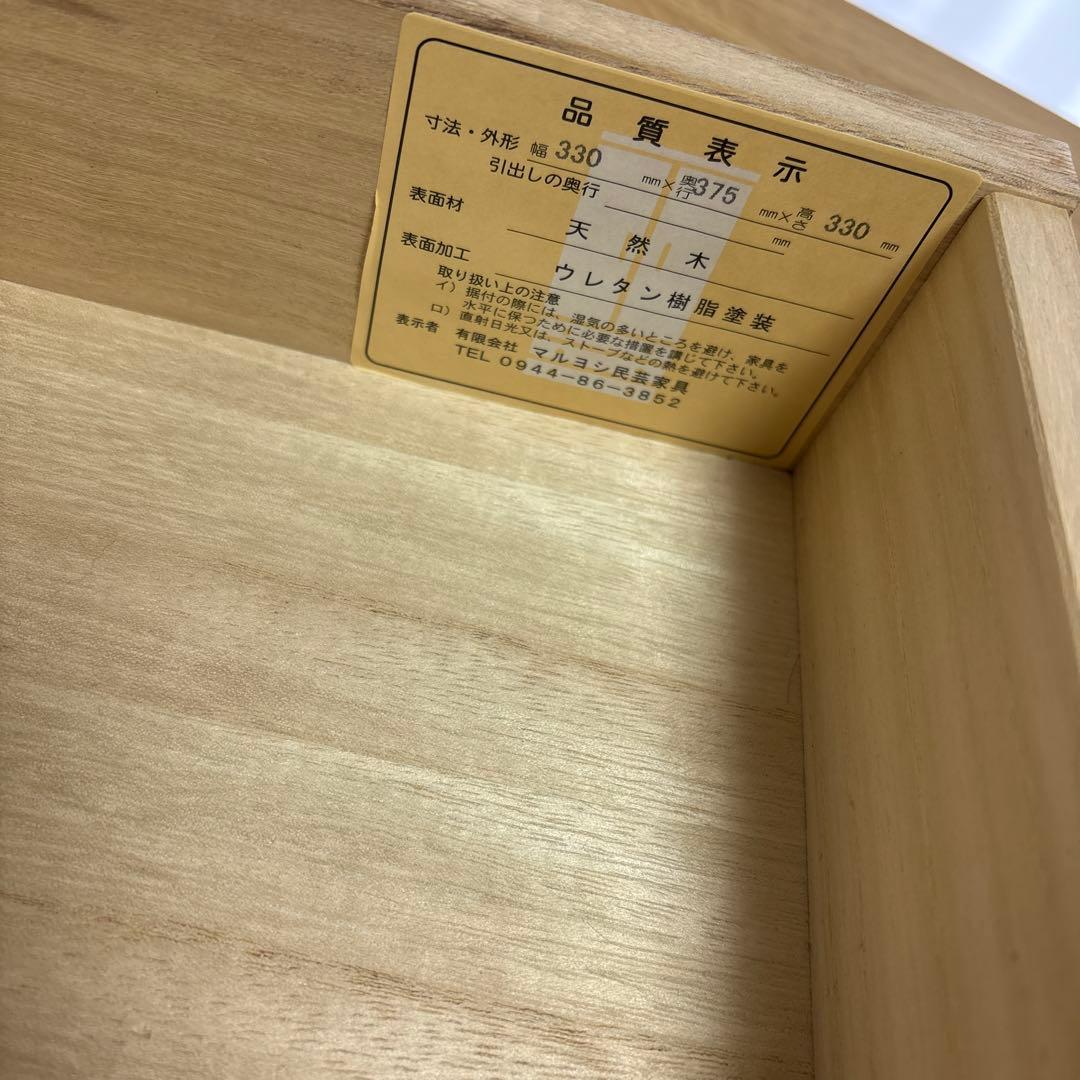 品質表示
寸法・外形 幅 330 mm× 奥行 375 mm× 高さ 330 mm
引出しの奥行 mm
表面材 天然木
表面加工 ウレタン樹脂塗装
取り扱い上の注意
イ) 据付の際には、湿気の多いところを避け、家具を
水平に保つために必要な措置を講じて下さい。
ロ) 直射日光又は、ストーブなどの熱を避けて下さい。
表示者 有限会社 マルヨシ民芸家具
TEL 0944-86-3852